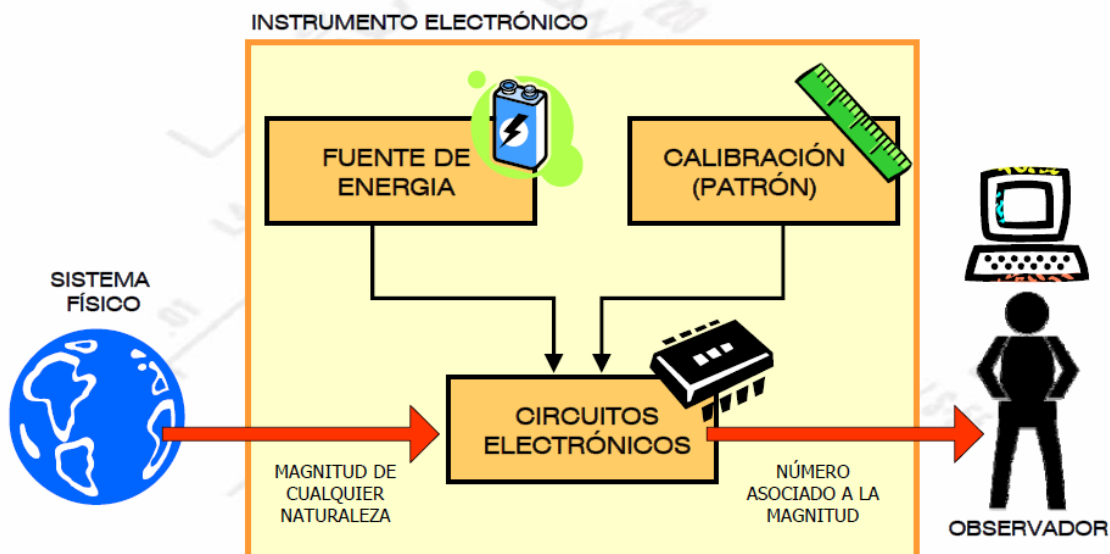 INSTRUMENTO ELECTRÓNICO
FUENTE DE
ENERGIA
CALIBRACIÓN
(PATRÓN)
SISTEMA
FÍSICO
CIRCUITOS
ELECTRÓNICOS
MAGNITUD DE
CUALQUIER
NATURALEZA
NÚMERO
ASOCIADO A LA
MAGNITUD
OBSERVADOR